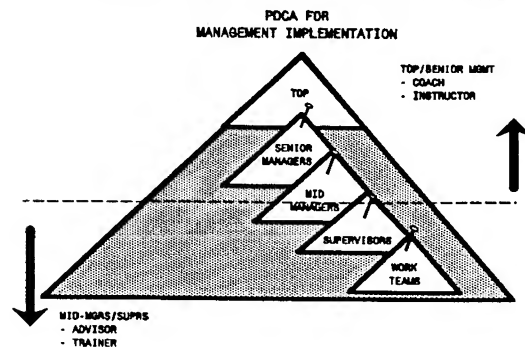 PDCA FOR
MANAGEMENT IMPLEMENTATION
TOP/SENIOR MGMT
- COACH
- INSTRUCTOR
TOP
SENIOR
MANAGERS
MID
MANAGERS
SUPERVISORS
WORK
TEAMS
MID-MGRS/SUPRS
- ADVISOR
- TRAINER